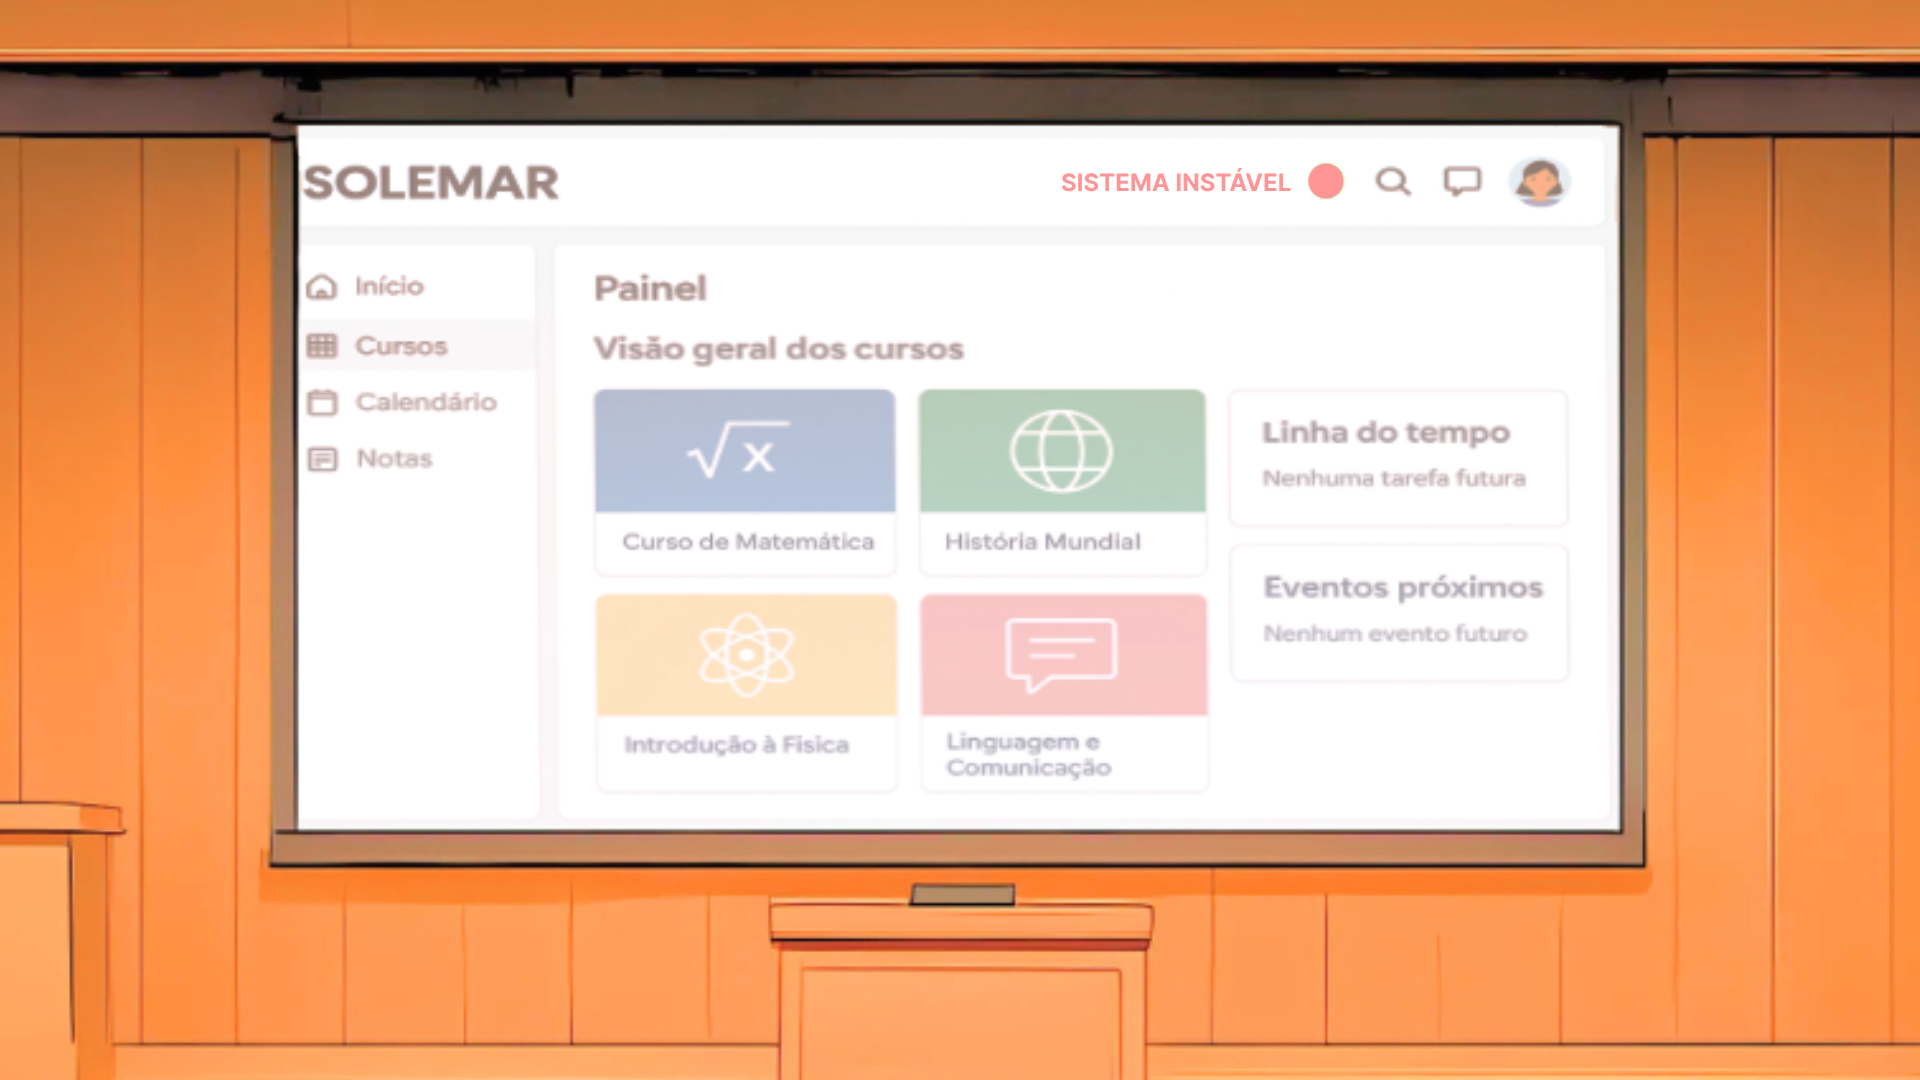 SOLEMAR
SISTEMA INSTÁVEL
Início
Cursos
Calendário
Notas
Painel
Visão geral dos cursos
√x
Curso de Matemática
História Mundial
Introdução à Física
Linguagem e
Comunicação
Linha do tempo
Nenhuma tarefa futura
Eventos próximos
Nenhum evento futuro